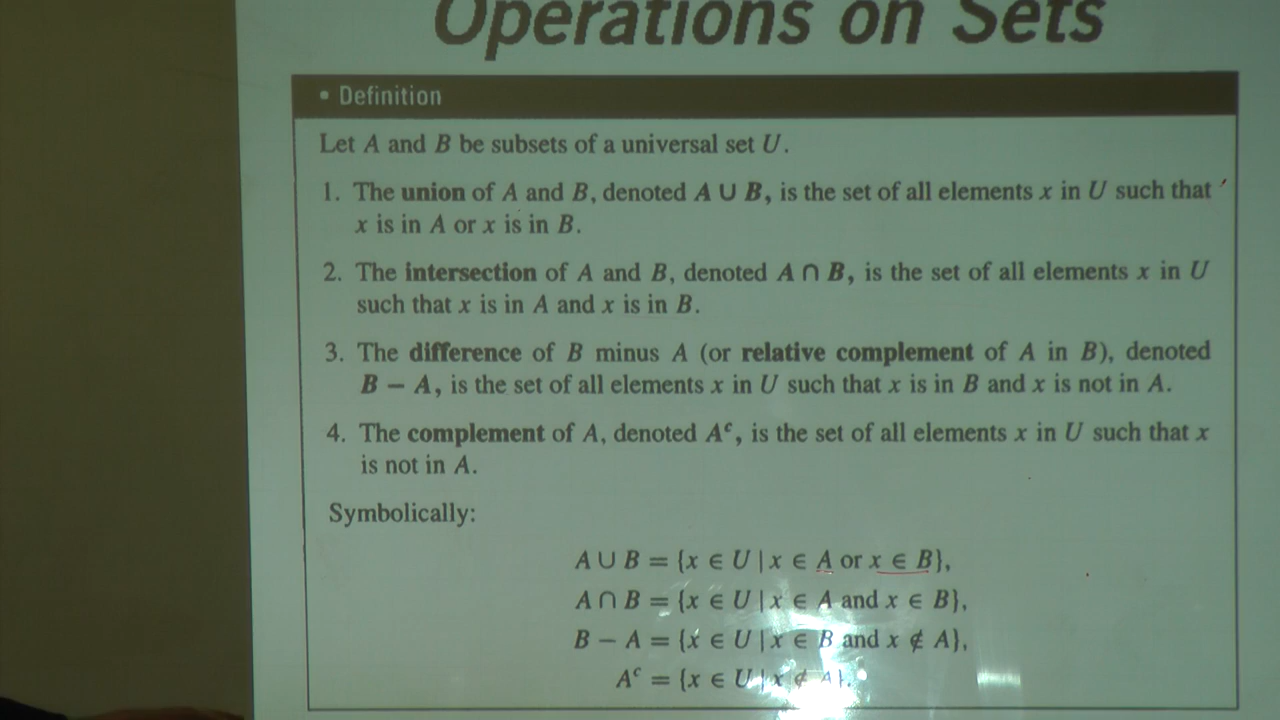 Operations on Sets
• Definition
Let A and B be subsets of a universal set U.
1. The union of A and B, denoted A ∪ B, is the set of all elements x in U such that
x is in A or x is in B.
2. The intersection of A and B, denoted A ∩ B, is the set of all elements x in U
such that x is in A and x is in B.
3. The difference of B minus A (or relative complement of A in B), denoted
B − A, is the set of all elements x in U such that x is in B and x is not in A.
4. The complement of A, denoted Aᶜ, is the set of all elements x in U such that x
is not in A.
Symbolically:
A ∪ B = {x ∈ U | x ∈ A or x ∈ B},
A ∩ B = {x ∈ U | x ∈ A and x ∈ B},
B − A = {x ∈ U | x ∈ B and x ∉ A},
Aᶜ = {x ∈ U | x ∉ A}.